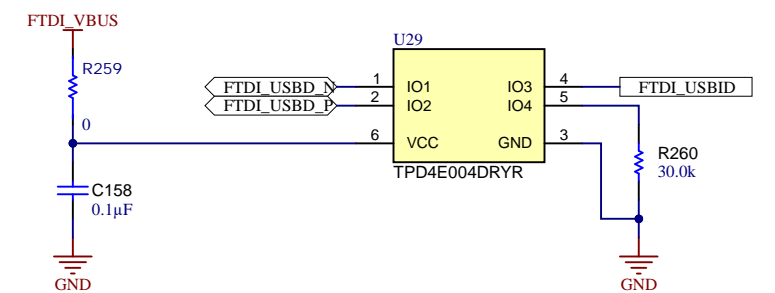 FTDI_VBUS
R259
0
C158
0.1µF
GND
FTDI_USBD_N
FTDI_USBD_P
U29
1
2
6
IO1
IO2
VCC
IO3
IO4
GND
4
5
3
TPD4E004DRYR
FTDI_USBID
R260
30.0k
GND